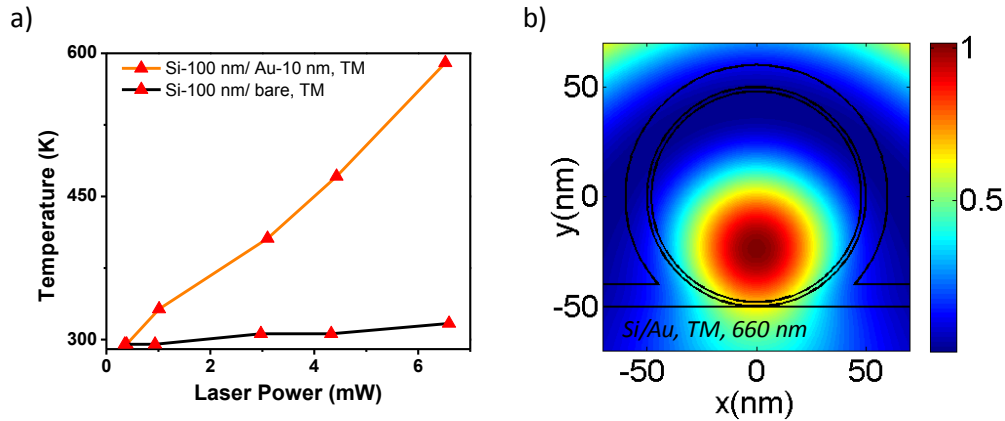 a)
600
450
300
Temperature (K)
Si-100 nm/ Au-10 nm, TM
Si-100 nm/ bare, TM
0
2
4
6
Laser Power (mW)
b)
50
0
-50
y(nm)
Si/Au, TM, 660 nm
-50
0
50
x(nm)
1
0.5